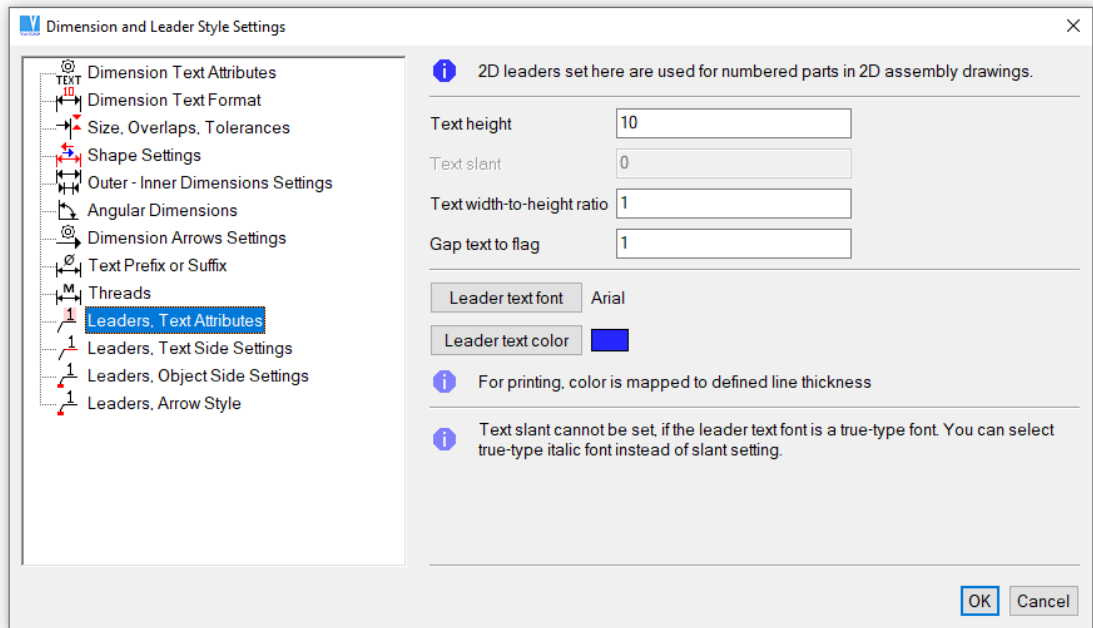 Dimension and Leader Style Settings
TEXT Dimension Text Attributes
10 Dimension Text Format
Size, Overlaps, Tolerances
Shape Settings
Outer - Inner Dimensions Settings
Angular Dimensions
Dimension Arrows Settings
Ø Text Prefix or Suffix
M Threads
1 Leaders, Text Attributes
1 Leaders, Text Side Settings
1 Leaders, Object Side Settings
1 Leaders, Arrow Style
2D leaders set here are used for numbered parts in 2D assembly drawings.
Text height 10
Text slant 0
Text width-to-height ratio 1
Gap text to flag 1
Leader text font Arial
Leader text color
For printing, color is mapped to defined line thickness
Text slant cannot be set, if the leader text font is a true-type font. You can select
true-type italic font instead of slant setting.
OK Cancel